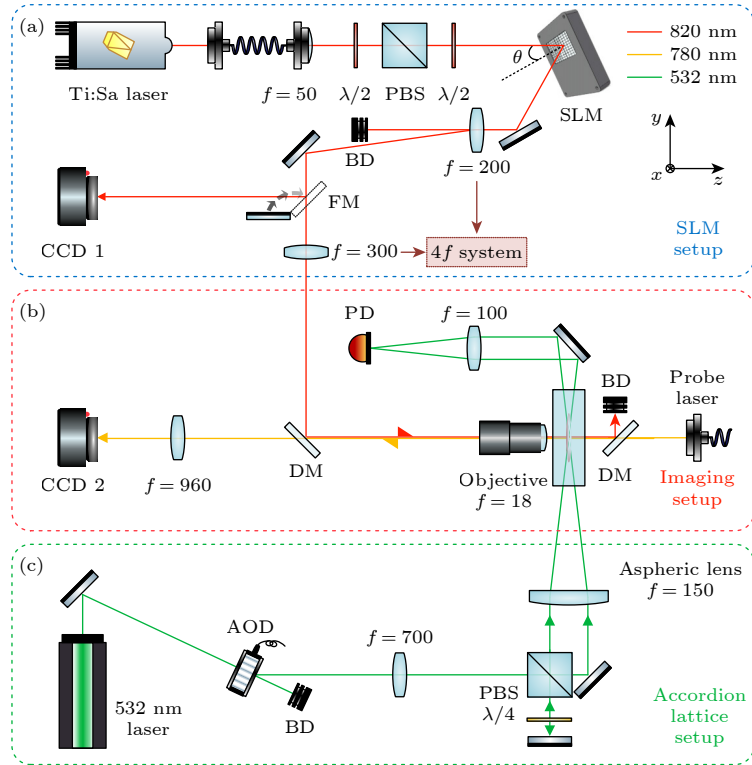 (a)
820 nm
780 nm
532 nm
θ
Ti:Sa laser
f = 50
λ/2
PBS
λ/2
SLM
BD
f = 200
y
x
z
FM
CCD 1
f = 300
4f system
SLM
setup
(b)
PD
f = 100
BD
Probe
laser
CCD 2
f = 960
DM
Objective
f = 18
DM
Imaging
setup
(c)
Aspheric lens
f = 150
AOD
f = 700
532 nm
laser
BD
PBS
λ/4
Accordion
lattice
setup